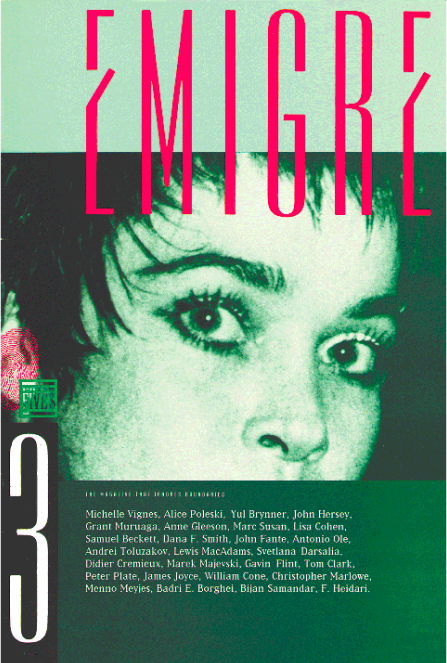 EMIGRE
3
THE MAGAZINE THAT IGNORES BOUNDARIES
Michelle Vignes, Alice Poleski, Yul Brynner, John Hersey,
Grant Muruaga, Anne Gleeson, Marc Susan, Lisa Cohen,
Samuel Beckett, Dana F. Smith, John Fante, Antonio Ole,
Andrei Toluzakov, Lewis MacAdams, Svetlana Darsalia,
Didier Cremieux, Marek Majevski, Gavin Flint, Tom Clark,
Peter Plate, James Joyce, William Cone, Christopher Marlowe,
Menno Meyjes, Badri E. Borghei, Bijan Samandar, F. Heidari.